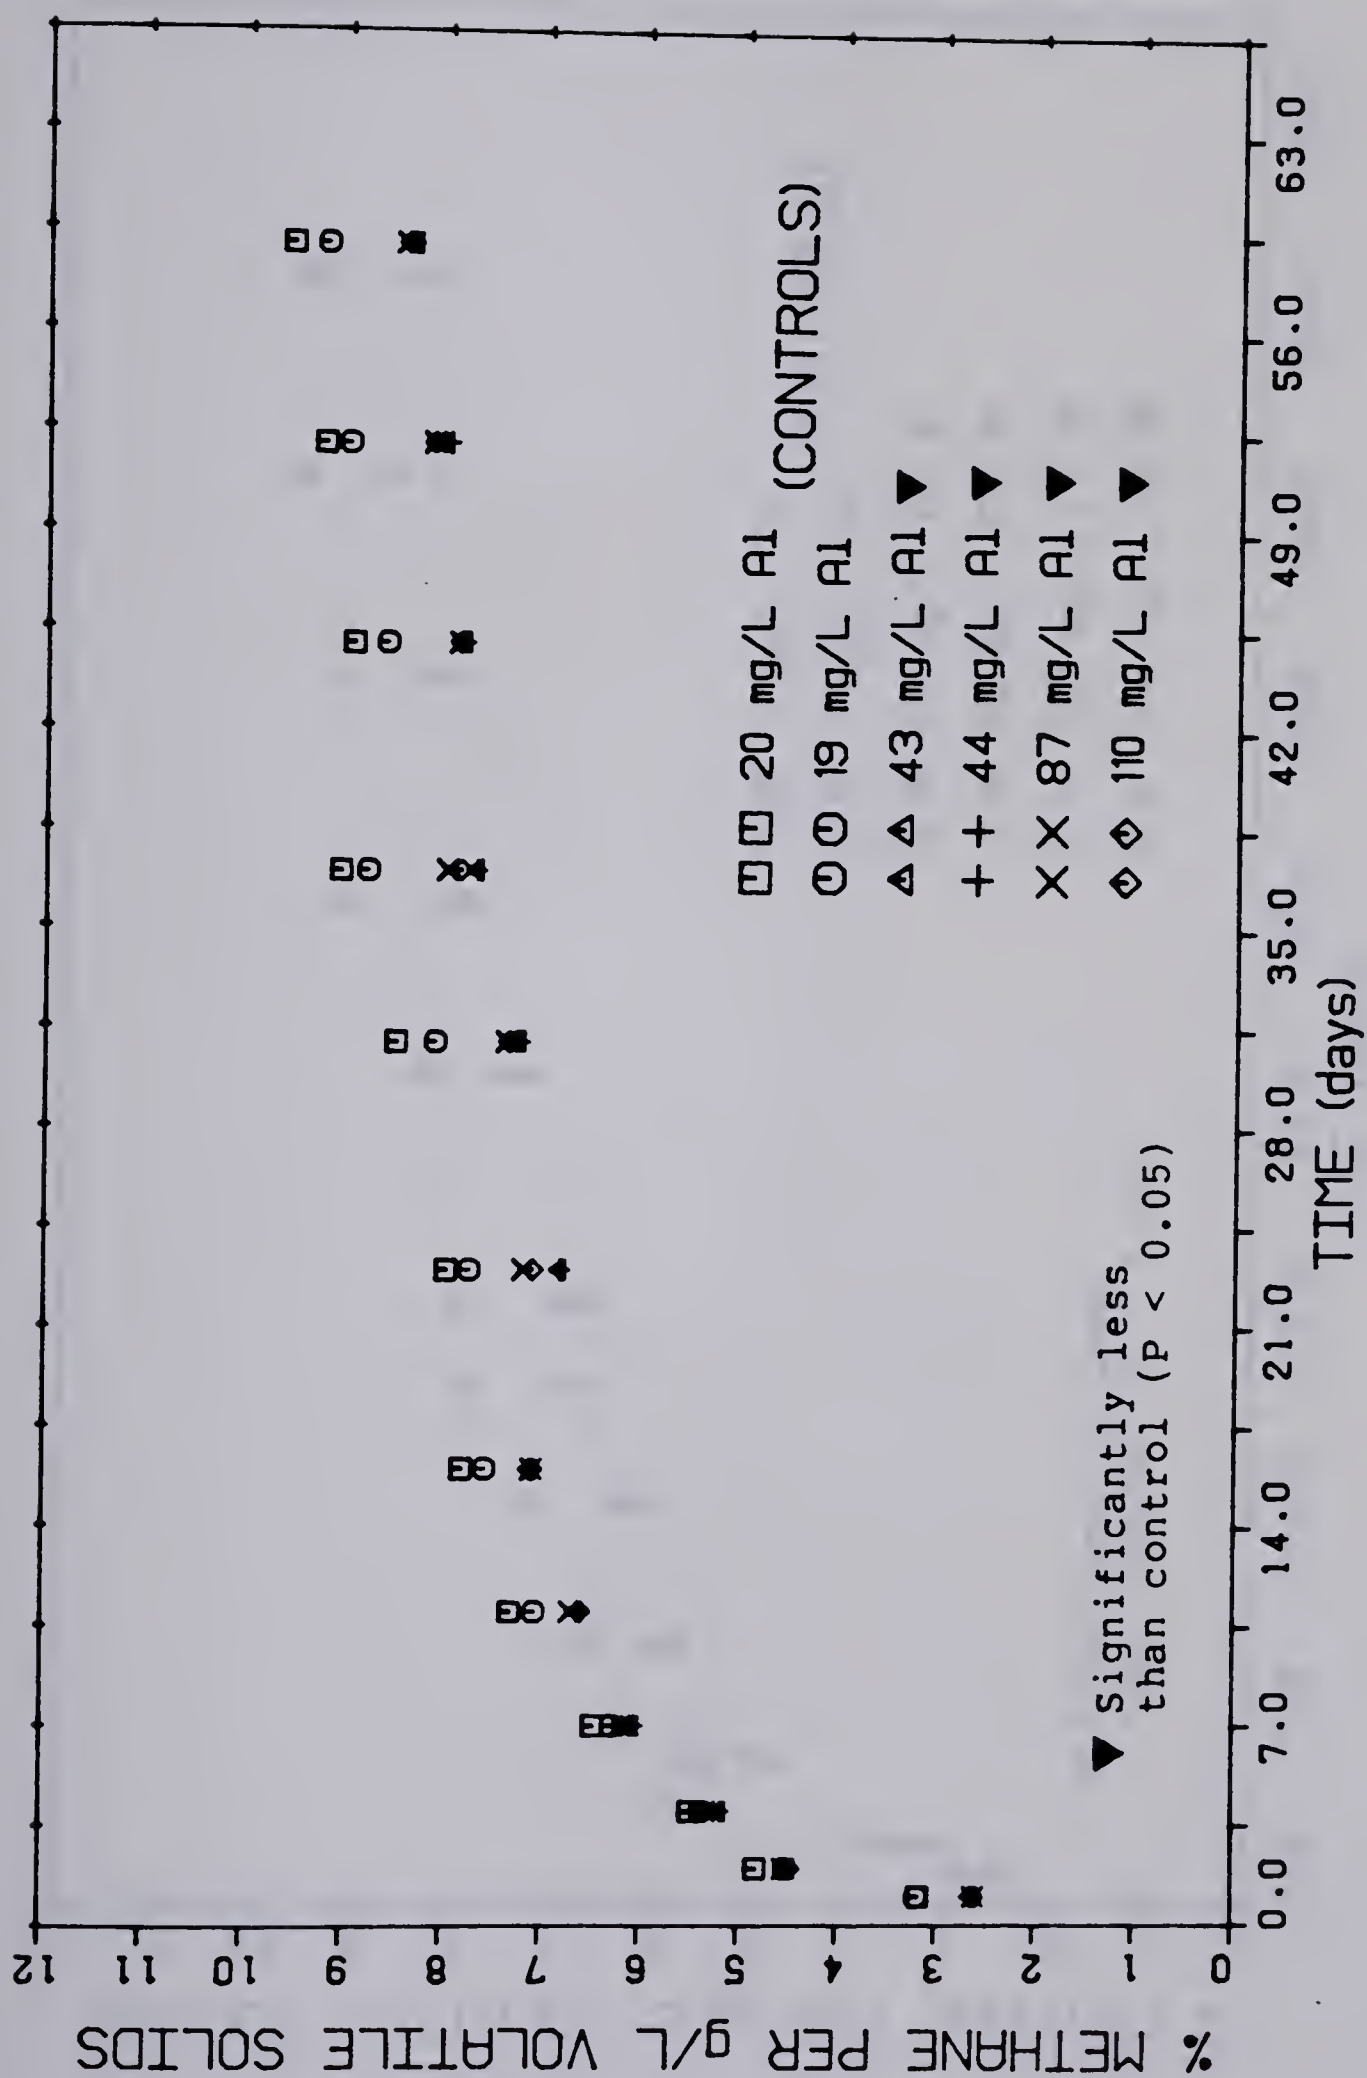 % METHANE PER g/L VOLATILE SOLIDS
12
11
10
9
8
7
6
5
4
3
2
1
0
20 mg/L Al
19 mg/L Al
(CONTROLS)
43 mg/L Al ▼
44 mg/L Al ▼
87 mg/L Al ▼
110 mg/L Al ▼
▼ Significantly less
than control (P < 0.05)
0.0 7.0 14.0 21.0 28.0 35.0 42.0 49.0 56.0 63.0
TIME (days)